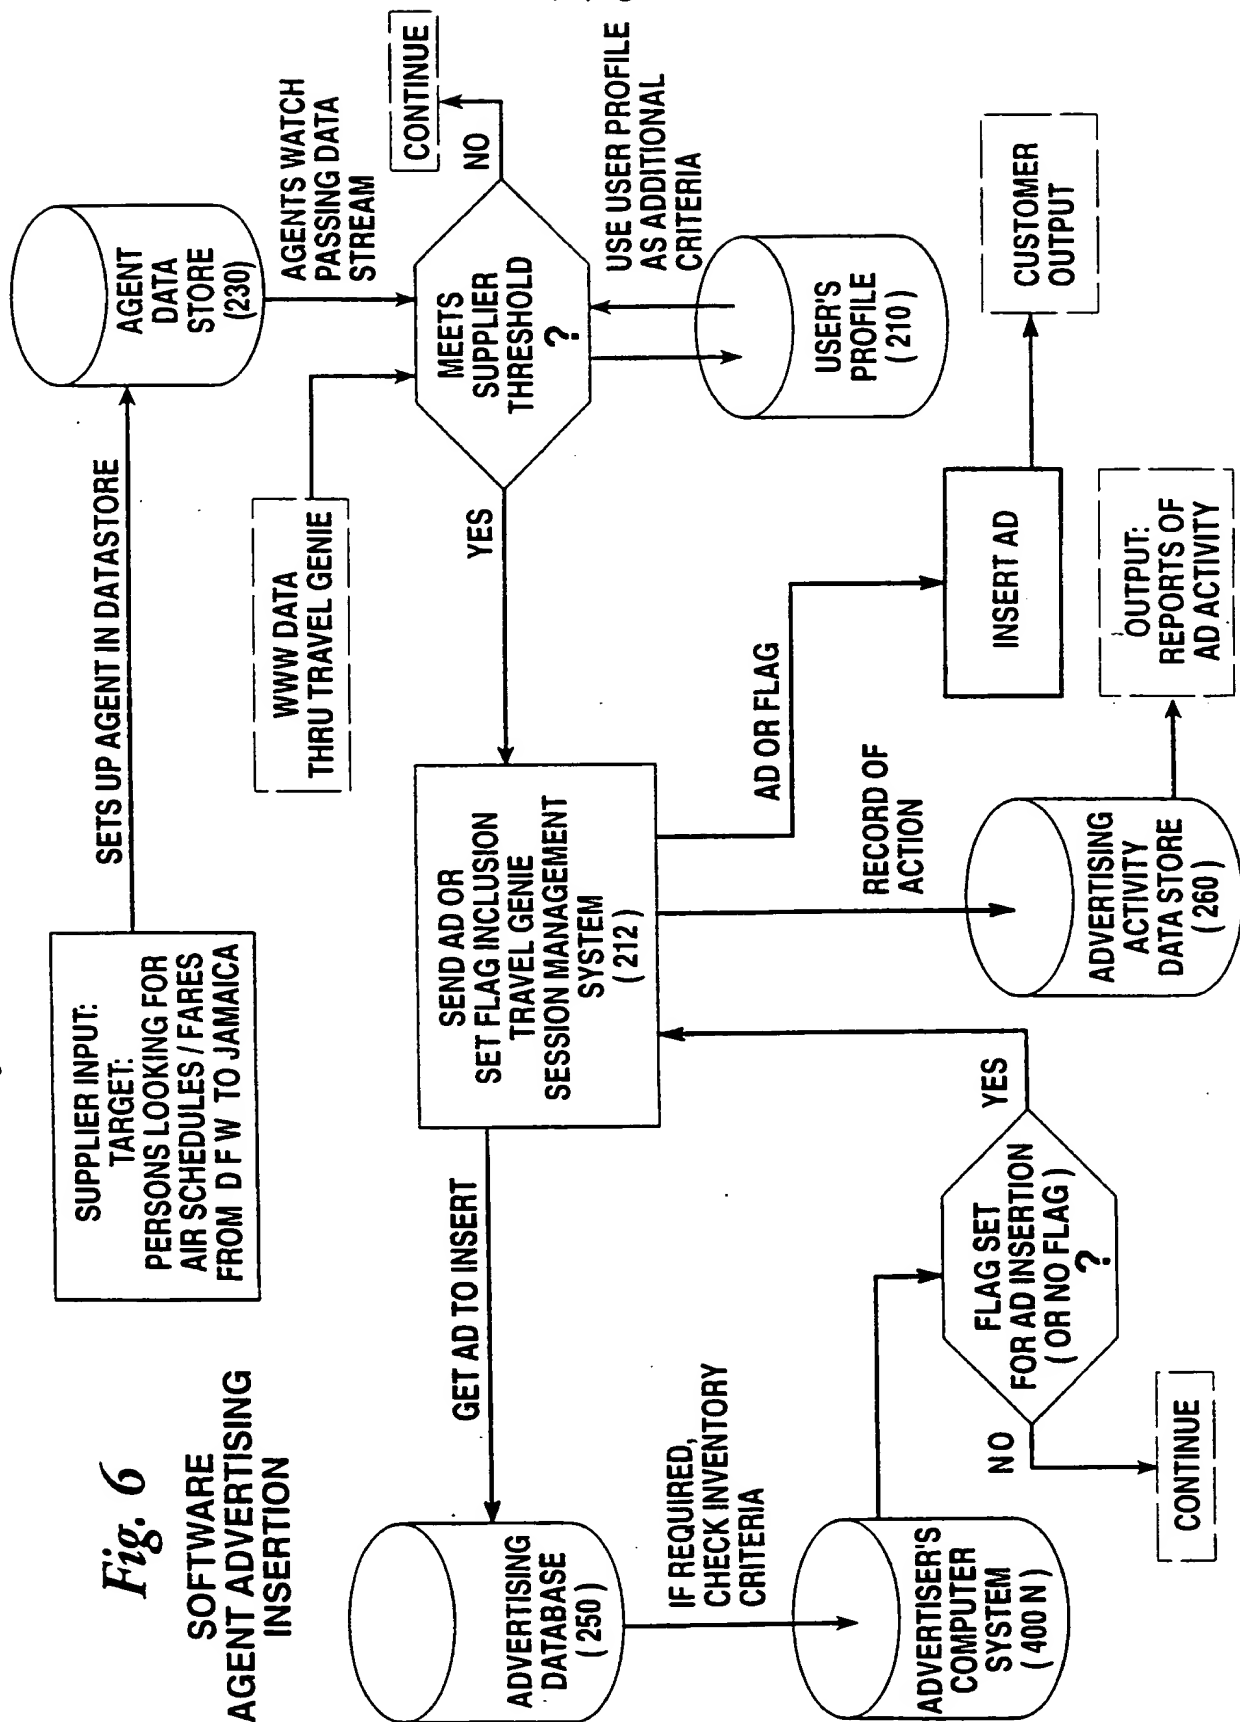 Fig. 6
SOFTWARE
AGENT ADVERTISING
INSERTION
SUPPLIER INPUT:
TARGET:
PERSONS LOOKING FOR
AIR SCHEDULES / FARES
FROM D F W TO JAMAICA
SETS UP AGENT IN DATASTORE
AGENT
DATA
STORE
(230)
AGENTS WATCH
PASSING DATA
STREAM
WWW DATA
THRU TRAVEL GENIE
MEETS
SUPPLIER
THRESHOLD
?
NO
CONTINUE
USE USER PROFILE
AS ADDITIONAL
CRITERIA
USER'S
PROFILE
(210)
YES
SEND AD OR
SET FLAG INCLUSION
TRAVEL GENIE
SESSION MANAGEMENT
SYSTEM
(212)
GET AD TO INSERT
ADVERTISING
DATABASE
(250)
IF REQUIRED,
CHECK INVENTORY
CRITERIA
ADVERTISER'S
COMPUTER
SYSTEM
(400 N)
FLAG SET
FOR AD INSERTION
(OR NO FLAG)
?
YES
NO
CONTINUE
RECORD OF
ACTION
ADVERTISING
ACTIVITY
DATA STORE
(260)
OUTPUT:
REPORTS OF
AD ACTIVITY
AD OR FLAG
INSERT AD
CUSTOMER
OUTPUT